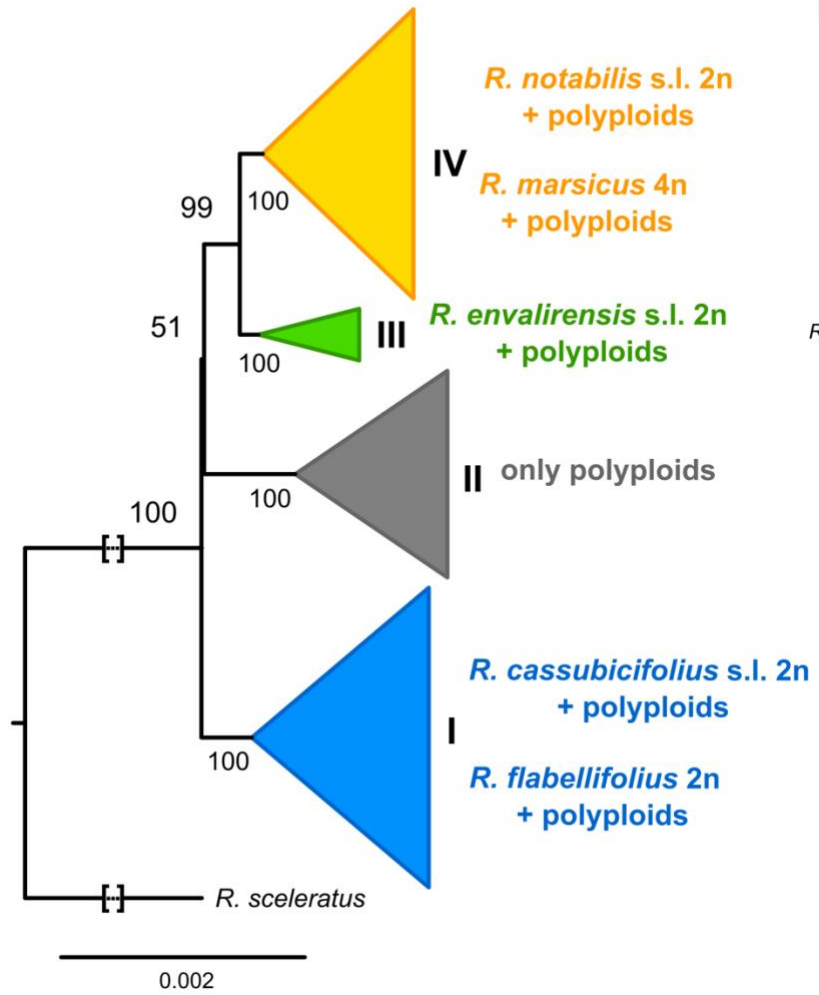 R. notabilis s.l. 2n
+ polyploids
IV
R. marsicus 4n
+ polyploids
99
100
51
III
R. envalirensis s.l. 2n
+ polyploids
100
R
II
only polyploids
100
100
[...]
R. cassubicifolius s.l. 2n
+ polyploids
I
R. flabellifolius 2n
+ polyploids
100
[...]
R. sceleratus
0.002